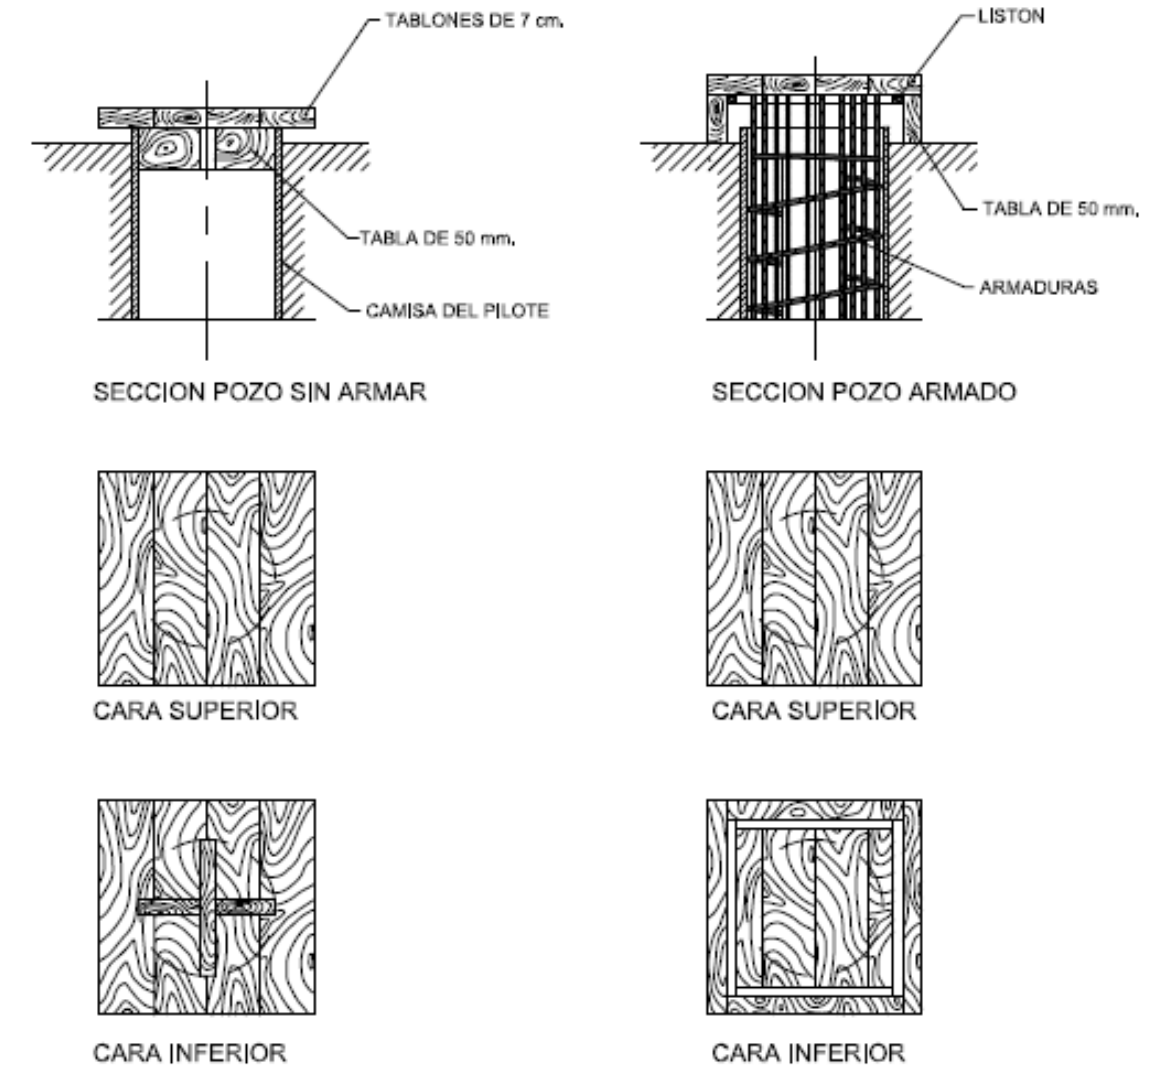 TABLONES DE 7 cm.
LISTON
TABLA DE 50 mm.
TABLA DE 50 mm.
ARMADURAS
CAMISA DEL PILOTE
SECCION POZO SIN ARMAR
SECCION POZO ARMADO
CARA SUPERIOR
CARA SUPERIOR
CARA INFERIOR
CARA INFERIOR